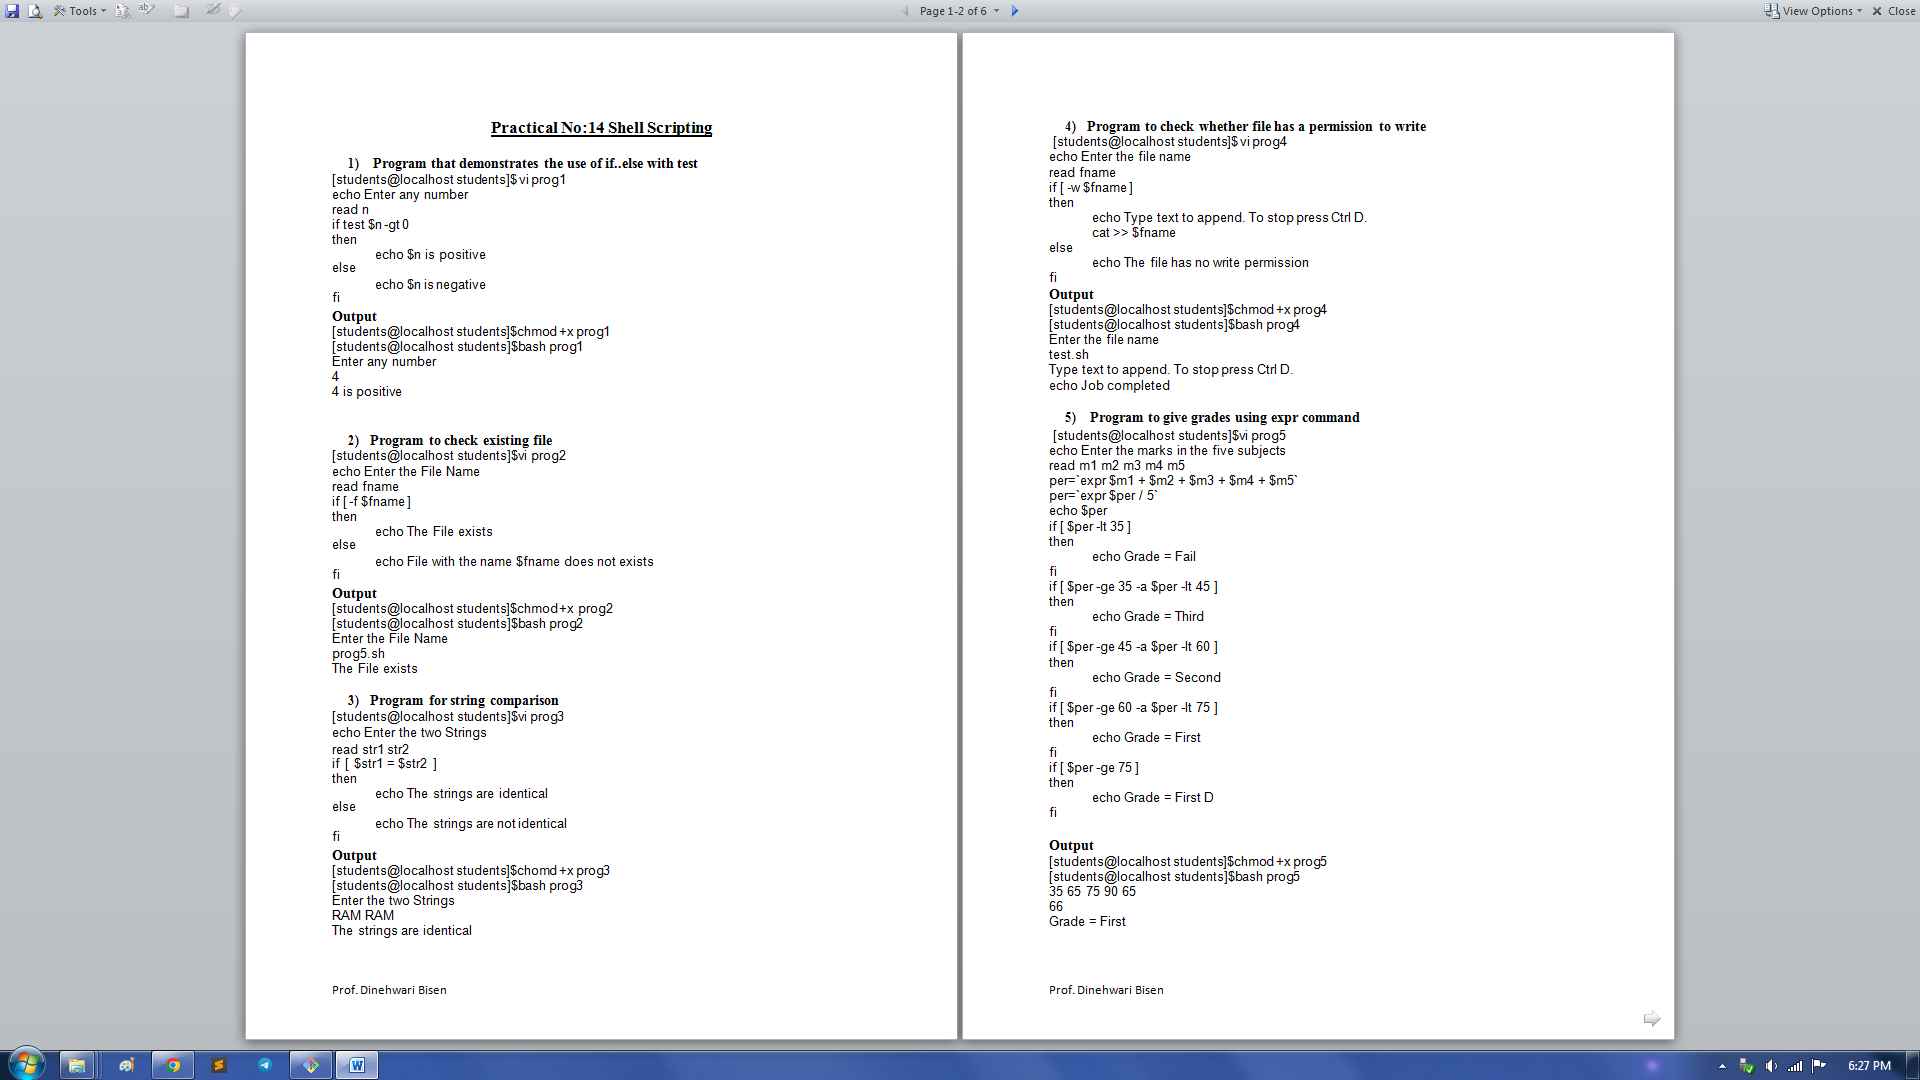 Tools
Page 1-2 of 6
View Options
Close
Practical No:14 Shell Scripting
1) Program that demonstrates the use of if..else with test
[students@localhost students]$ vi prog1
echo Enter any number
read n
if test $n -gt 0
then
echo $n is positive
else
echo $n is negative
fi
Output
[students@localhost students]$chmod +x prog1
[students@localhost students]$bash prog1
Enter any number
4
4 is positive
2) Program to check existing file
[students@localhost students]$vi prog2
echo Enter the File Name
read fname
if [ -f $fname ]
then
echo The File exists
else
echo File with the name $fname does not exists
fi
Output
[students@localhost students]$chmod +x prog2
[students@localhost students]$bash prog2
Enter the File Name
prog5.sh
The File exists
3) Program for string comparison
[students@localhost students]$vi prog3
echo Enter the two Strings
read str1 str2
if [ $str1 = $str2 ]
then
echo The strings are identical
else
echo The strings are not identical
fi
Output
[students@localhost students]$chomd +x prog3
[students@localhost students]$bash prog3
Enter the two Strings
RAM RAM
The strings are identical
Prof. Dinehwari Bisen
4) Program to check whether file has a permission to write
[students@localhost students]$ vi prog4
echo Enter the file name
read fname
if [ -w $fname ]
then
echo Type text to append. To stop press Ctrl D.
cat >> $fname
else
echo The file has no write permission
fi
Output
[students@localhost students]$chmod +x prog4
[students@localhost students]$bash prog4
Enter the file name
test.sh
Type text to append. To stop press Ctrl D.
echo Job completed
5) Program to give grades using expr command
[students@localhost students]$vi prog5
echo Enter the marks in the five subjects
read m1 m2 m3 m4 m5
per=`expr $m1 + $m2 + $m3 + $m4 + $m5`
per=`expr $per / 5`
echo $per
if [ $per -lt 35 ]
then
echo Grade = Fail
fi
if [ $per -ge 35 -a $per -lt 45 ]
then
echo Grade = Third
fi
if [ $per -ge 45 -a $per -lt 60 ]
then
echo Grade = Second
fi
if [ $per -ge 60 -a $per -lt 75 ]
then
echo Grade = First
fi
if [ $per -ge 75 ]
then
echo Grade = First D
fi
Output
[students@localhost students]$chmod +x prog5
[students@localhost students]$bash prog5
35 65 75 90 65
66
Grade = First
Prof. Dinehwari Bisen
6:27 PM